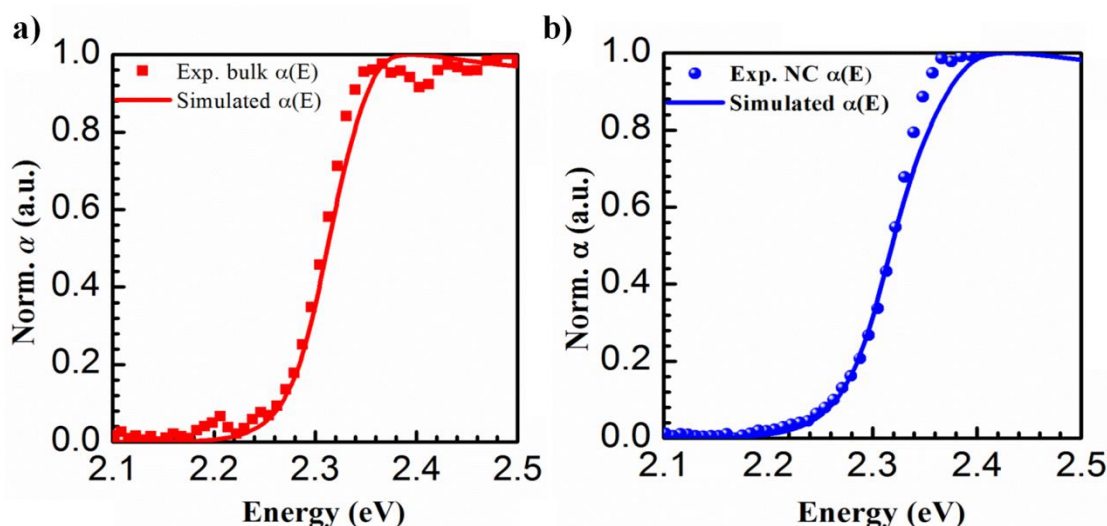 a)
Exp. bulk α(E)
Simulated α(E)
Norm. α (a.u.)
1.0
0.8
0.6
0.4
0.2
0.0
2.1 2.2 2.3 2.4 2.5
Energy (eV)
b)
Exp. NC α(E)
Simulated α(E)
Norm. α (a.u.)
1.0
0.8
0.6
0.4
0.2
0.0
2.1 2.2 2.3 2.4 2.5
Energy (eV)